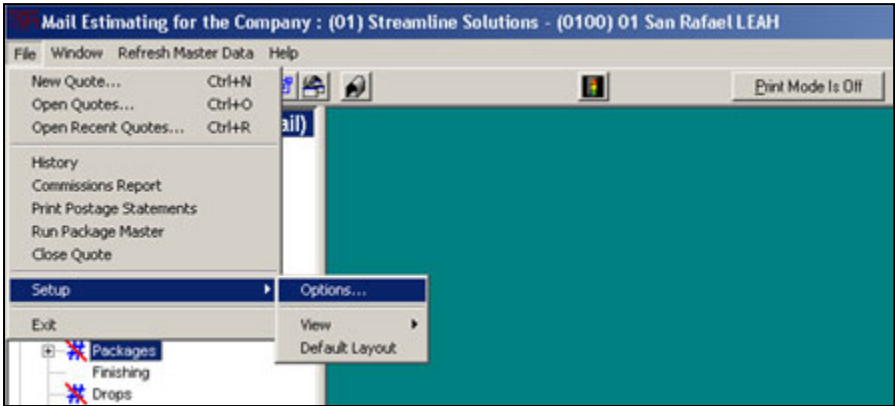 Mail Estimating for the Company : (01) Streamline Solutions - (0100) 01 San Rafael LEAH
File Window Refresh Master Data Help
New Quote... Ctrl+N
Print Mode Is Off
Open Quotes... Ctrl+O
Open Recent Quotes... Ctrl+R
ail)
History
Commissions Report
Print Postage Statements
Run Package Master
Close Quote
Setup
Options...
Exit
View
Default Layout
Packages
Finishing
Drops